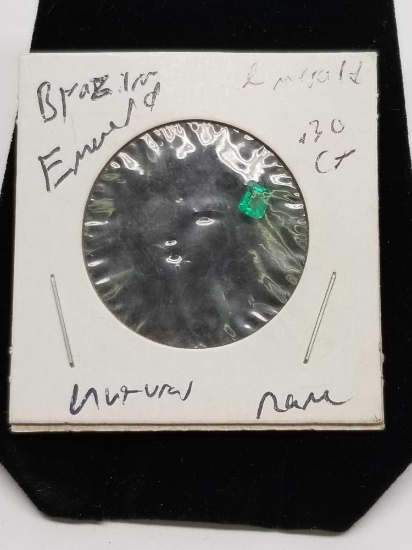 Brazilian
Emerald
Emerald
.30
Ct
Natural
rare